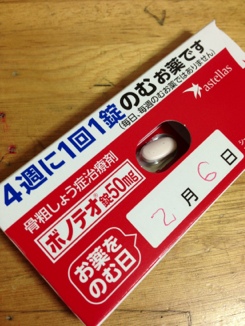 4週に1回1錠のむお薬です
(毎日、毎週のむお薬ではありません)
astellas
骨粗しょう症治療剤
ボノテオ錠50mg
お薬を
のむ日
2月6日